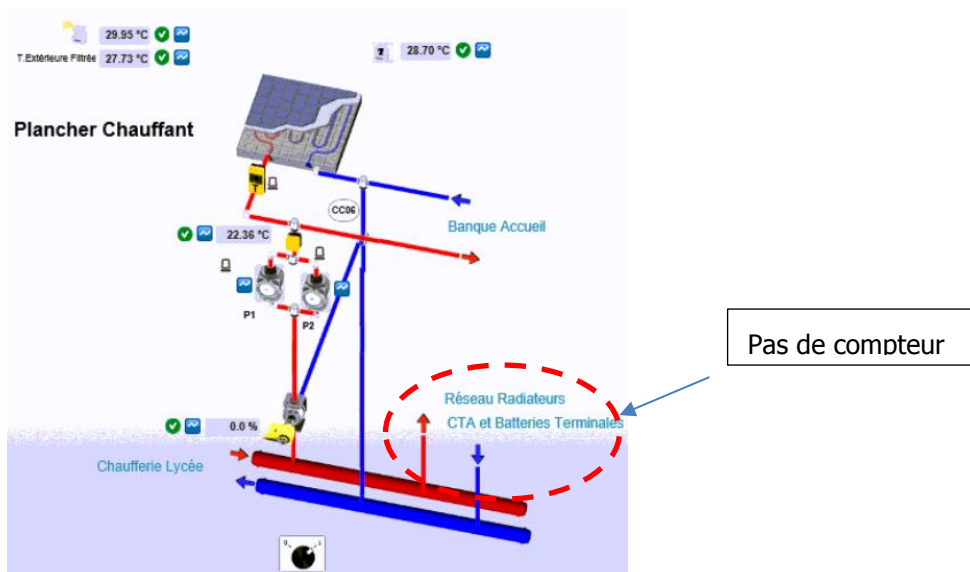 29.95 °C
T.Extérieure Filtrée 27.73 °C
28.70 °C
Plancher Chauffant
T
CC06
Banque Accueil
22.36 °C
P1
P2
Pas de compteur
Réseau Radiateurs
CTA et Batteries Terminales
0.0 %
Chaufferie Lycée